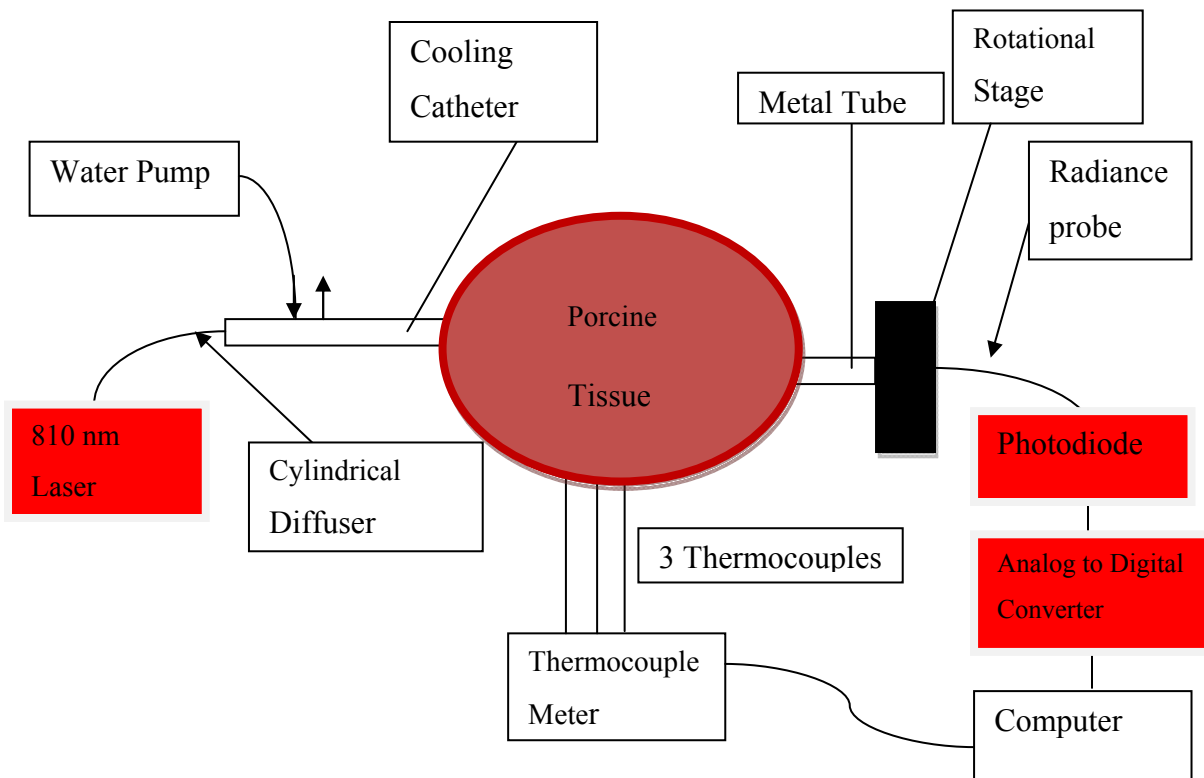 Cooling
Catheter
Rotational
Stage
Metal Tube
Water Pump
Radiance
probe
Porcine
Tissue
810 nm
Laser
Cylindrical
Diffuser
Photodiode
3 Thermocouples
Analog to Digital
Converter
Thermocouple
Meter
Computer